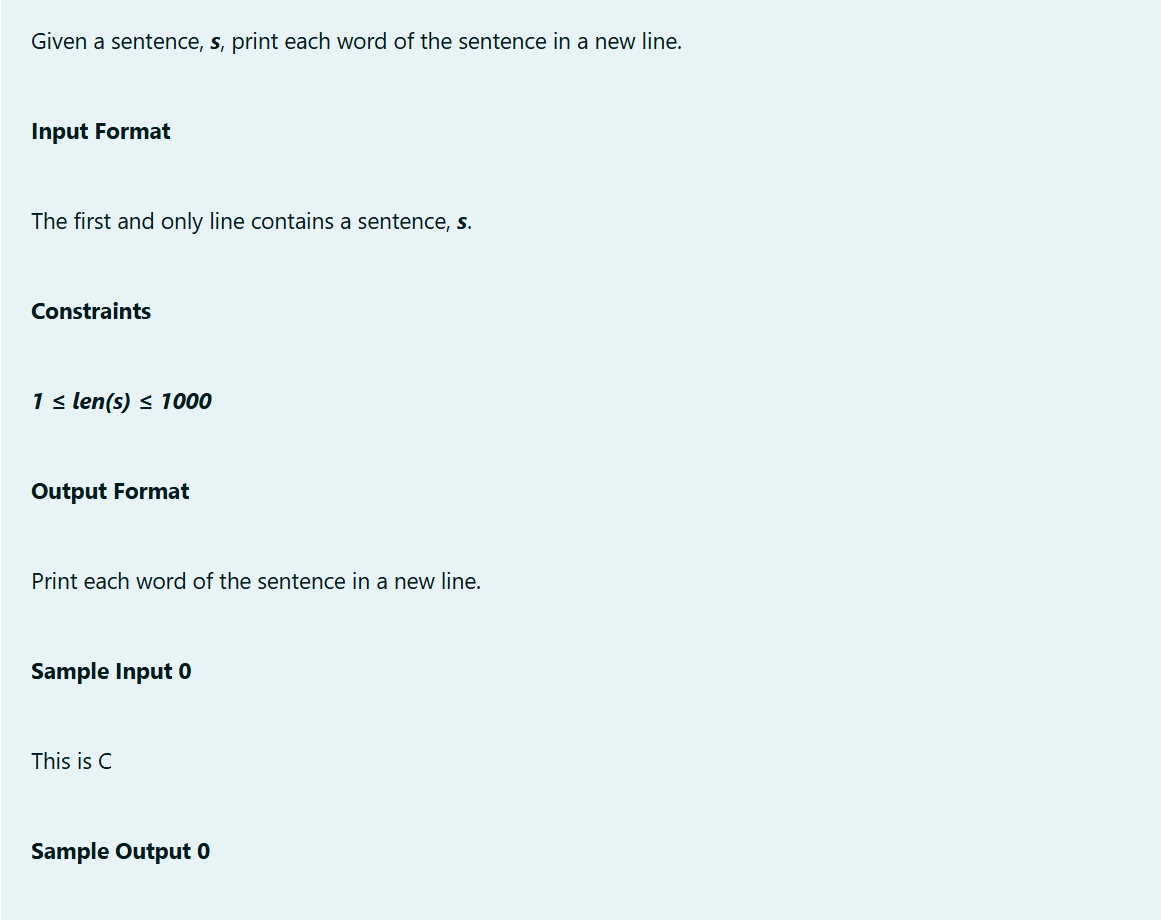 Given a sentence, s, print each word of the sentence in a new line.
Input Format
The first and only line contains a sentence, s.
Constraints
1 ≤ len(s) ≤ 1000
Output Format
Print each word of the sentence in a new line.
Sample Input 0
This is C
Sample Output 0